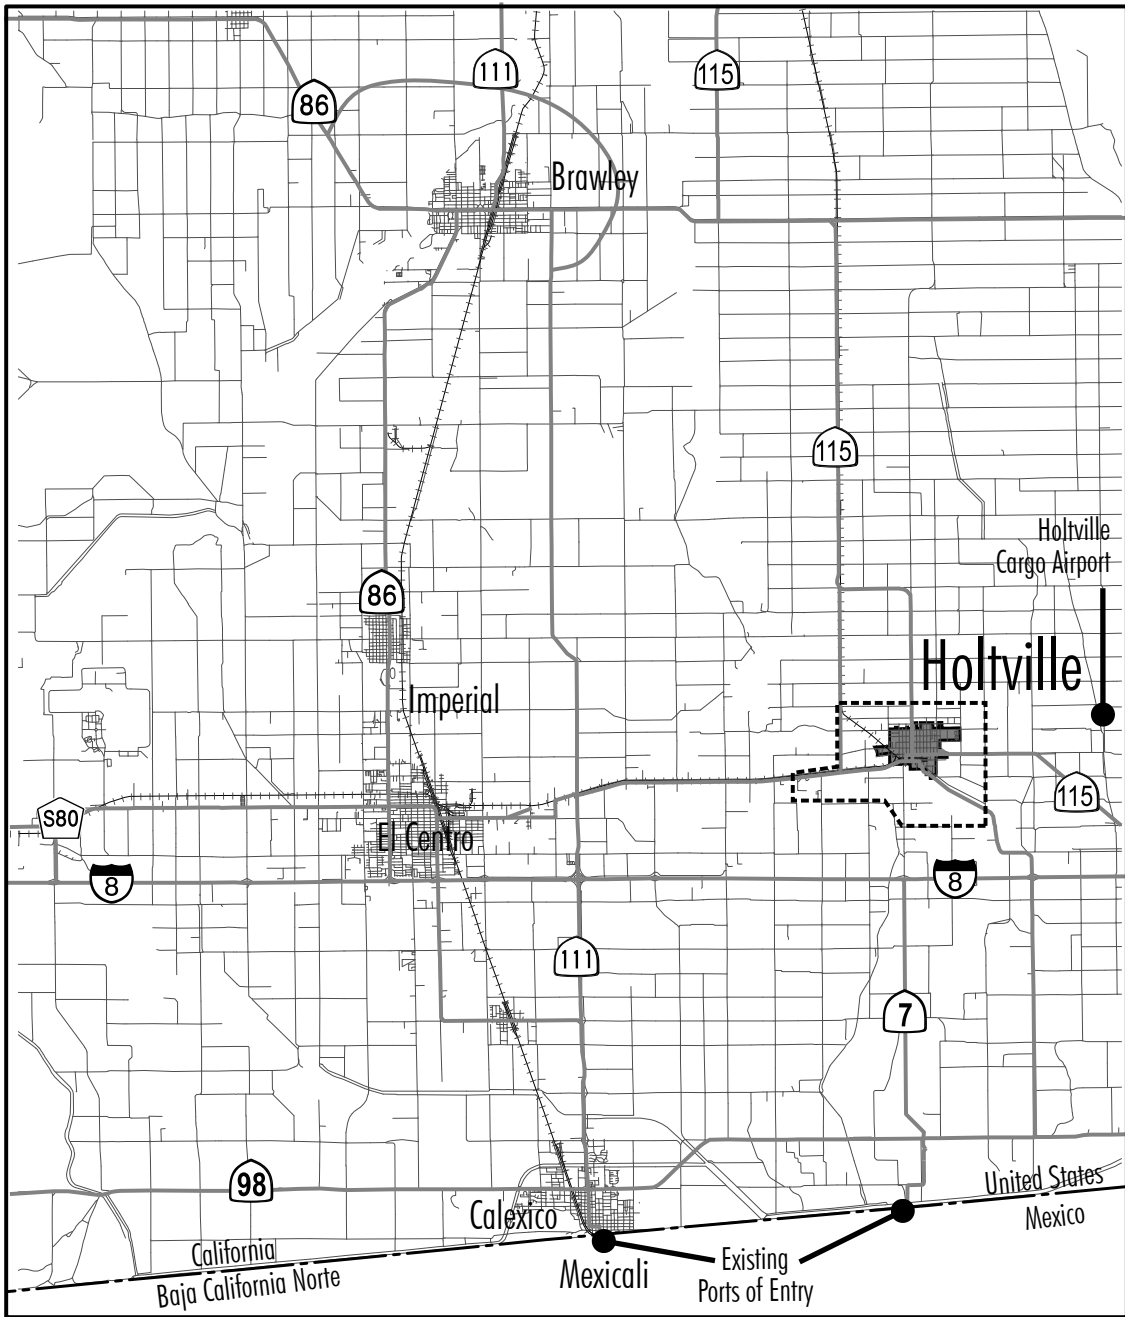 111
115
86
Brawley
115
Holtville
Cargo Airport
86
Holtville
Imperial
115
S80
El Centro
8
8
111
7
98
United States
Mexico
Calexico
California
Baja California Norte
Mexicali
Existing
Ports of Entry